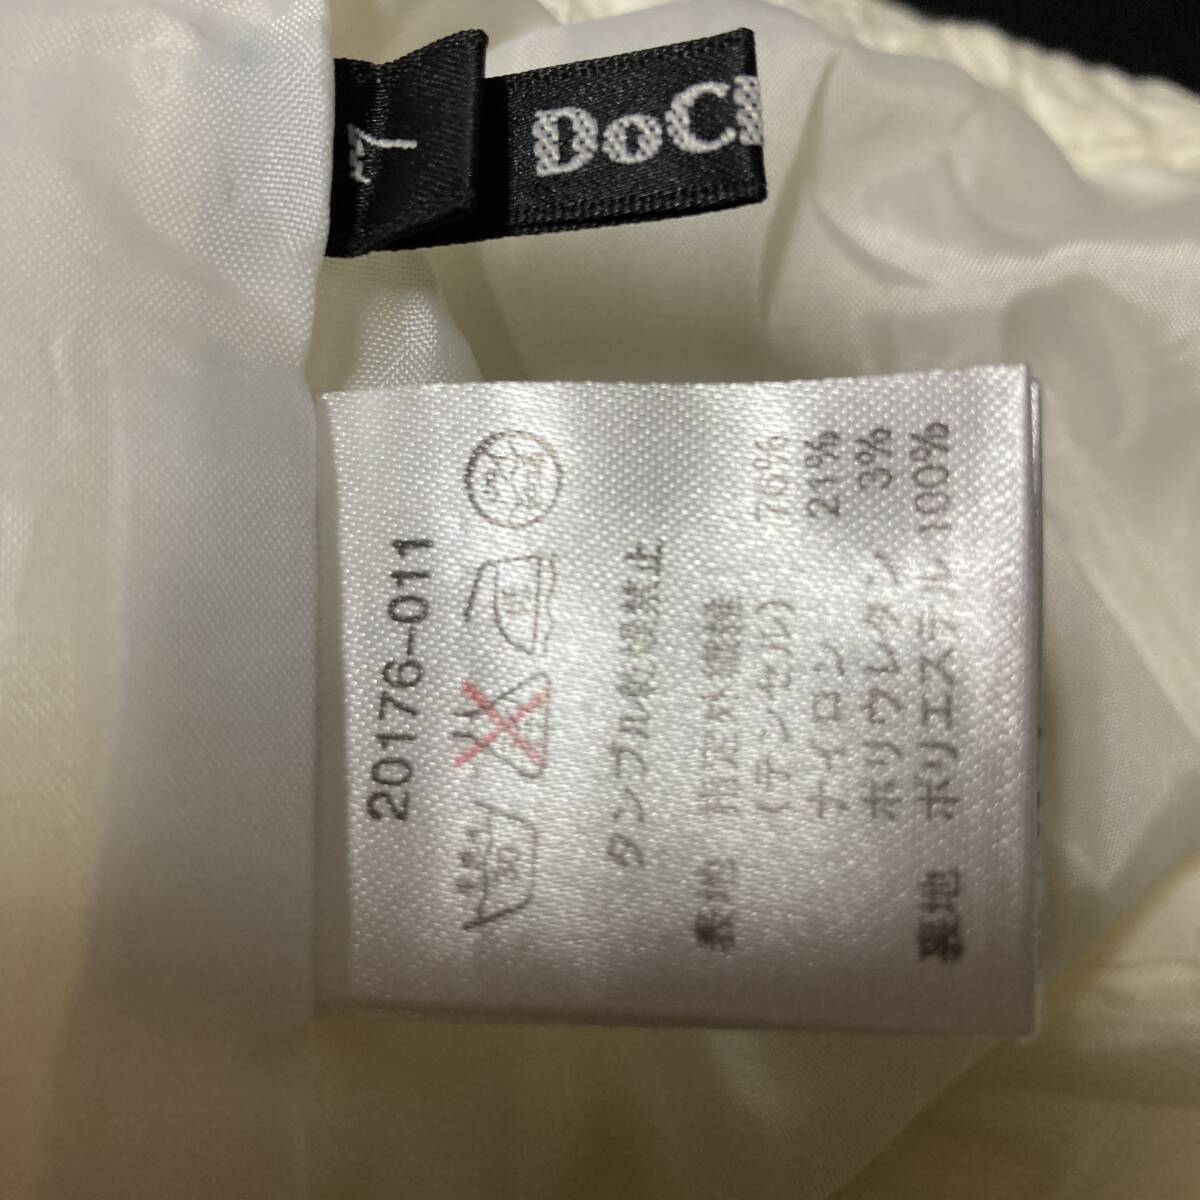 DoC
7
20176-011
タンブル乾燥禁止
表地 指定外繊維
(テンセル) 76%
ナイロン 21%
ポリウレタン 3%
裏地 ポリエステル 100%